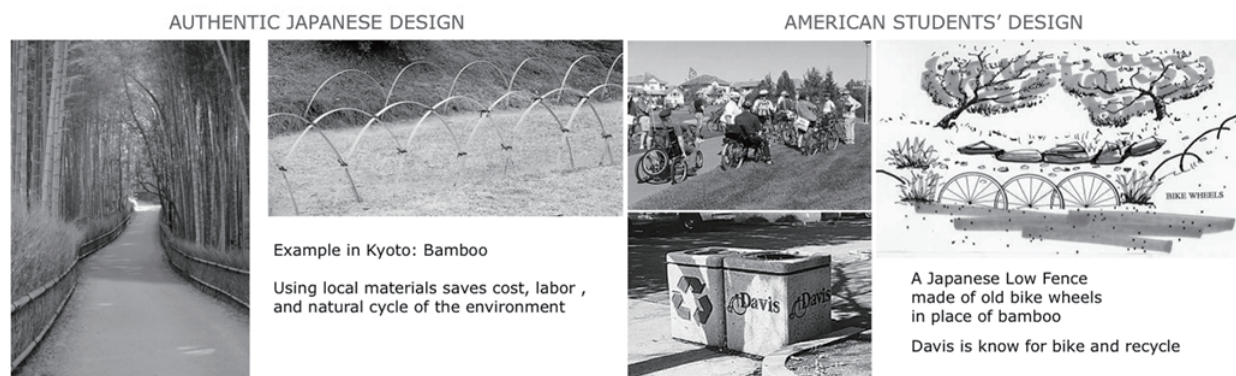 AUTHENTIC JAPANESE DESIGN
Example in Kyoto: Bamboo
Using local materials saves cost, labor ,
and natural cycle of the environment
AMERICAN STUDENTS’ DESIGN
Davis
Davis
BIKE WHEELS
A Japanese Low Fence
made of old bike wheels
in place of bamboo
Davis is know for bike and recycle